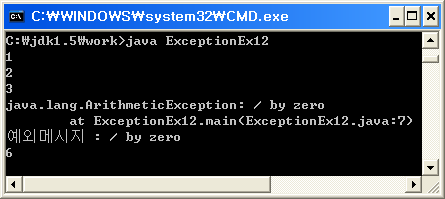 C:\WINDOWS\system32\CMD.exe
C:\jdk1.5\work>java ExceptionEx12
1
2
3
java.lang.ArithmeticException: / by zero
at ExceptionEx12.main(ExceptionEx12.java:7)
예외메시지 : / by zero
6